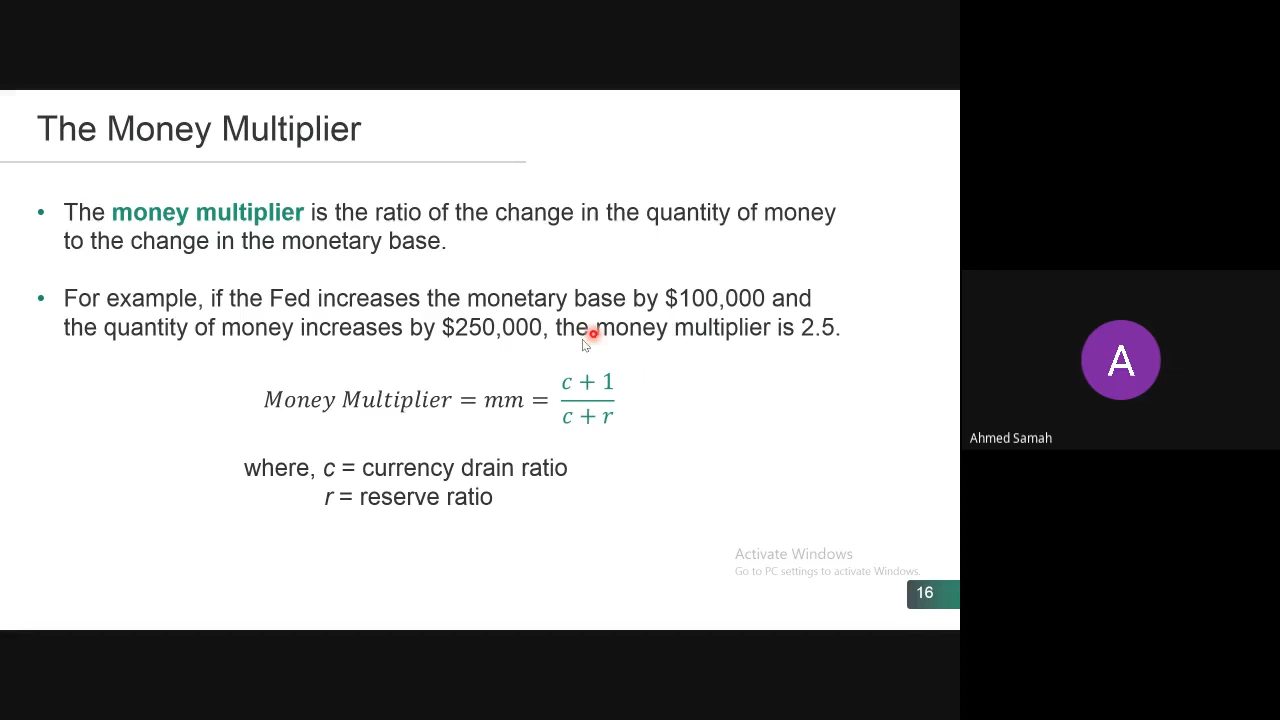 The Money Multiplier
• The money multiplier is the ratio of the change in the quantity of money
to the change in the monetary base.
• For example, if the Fed increases the monetary base by $100,000 and
the quantity of money increases by $250,000, the money multiplier is 2.5.
Money Multiplier = mm = (c + 1) / (c + r)
where, c = currency drain ratio
r = reserve ratio
Activate Windows
Go to PC settings to activate Windows.
16
A
Ahmed Samah